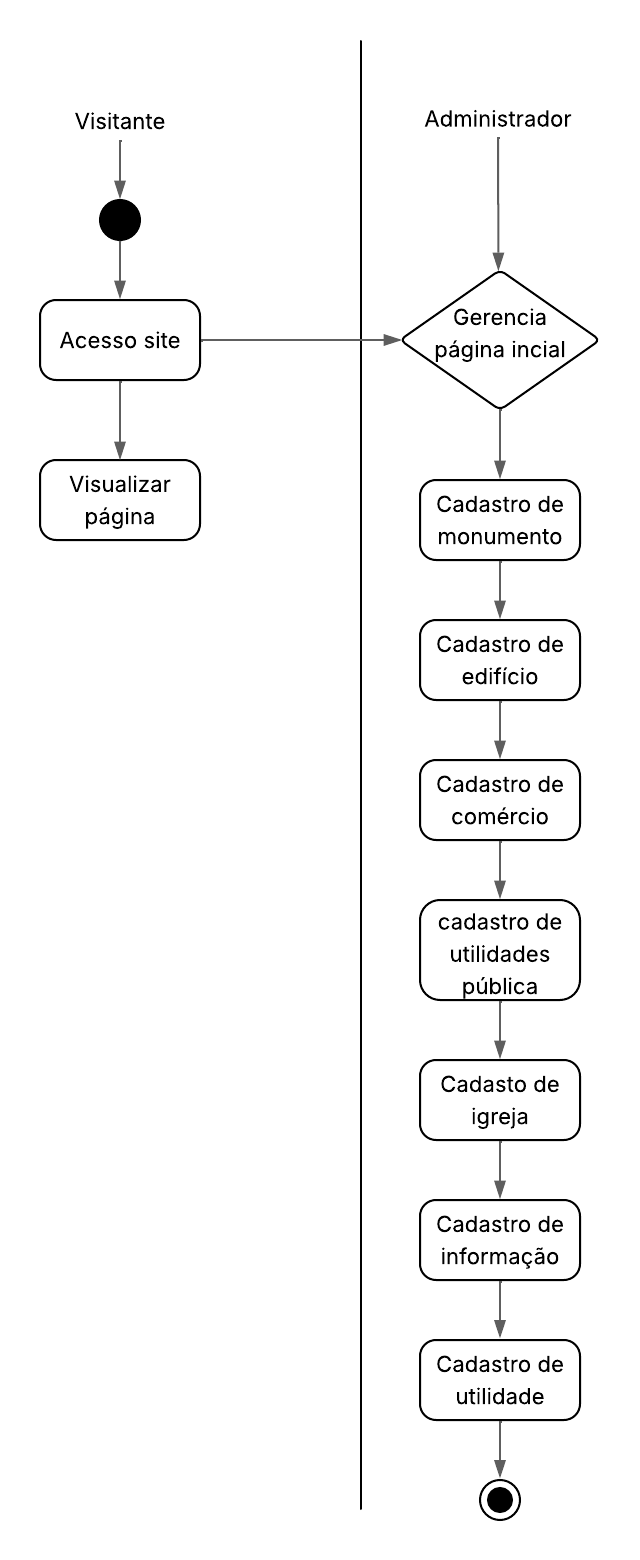 Visitante
Acesso site
Visualizar
página
Administrador
Gerencia
página incial
Cadastro de
monumento
Cadastro de
edifício
Cadastro de
comércio
cadastro de
utilidades
pública
Cadasto de
igreja
Cadastro de
informação
Cadastro de
utilidade